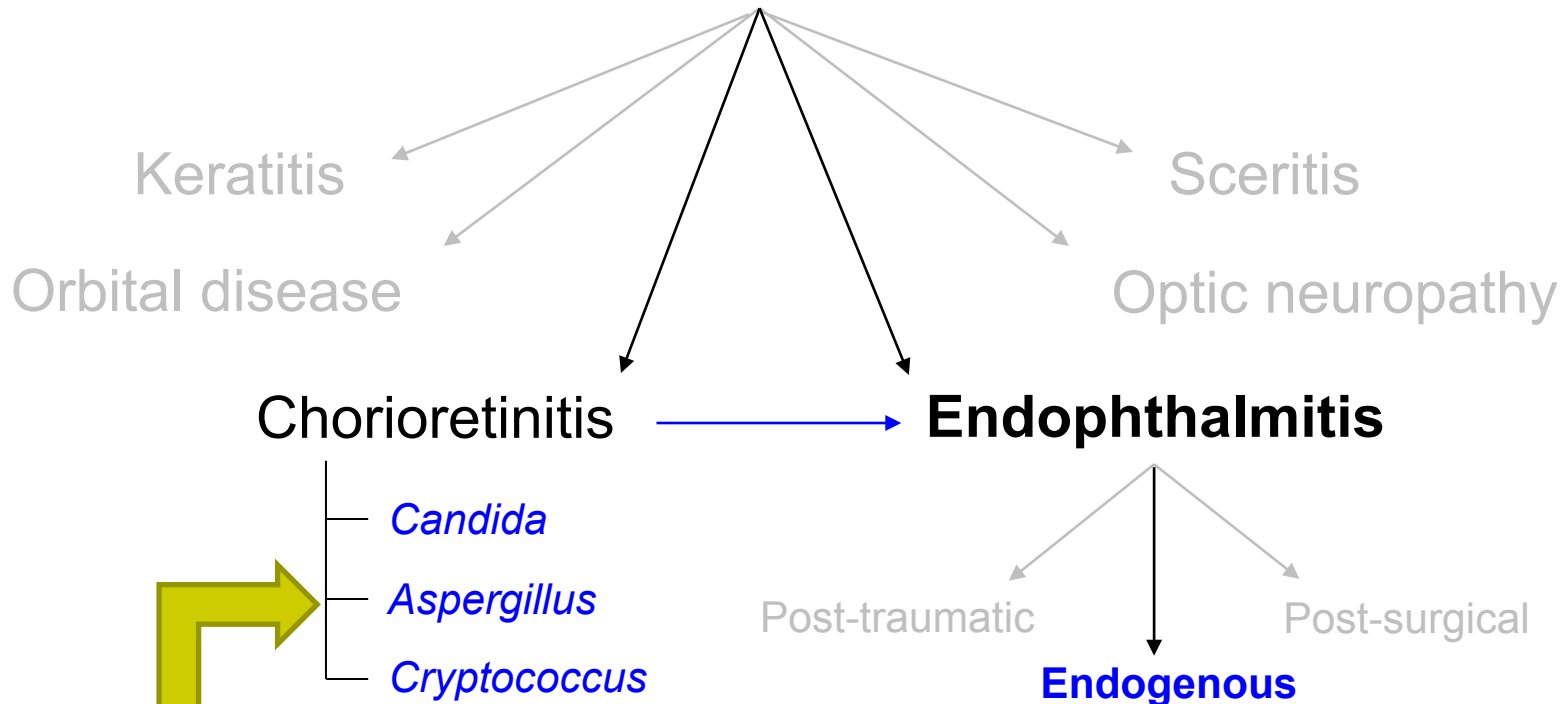 Keratitis
Sceritis
Orbital disease
Optic neuropathy
Chorioretinitis
Endophthalmitis
Candida
Aspergillus
Cryptococcus
Post-traumatic
Post-surgical
Endogenous